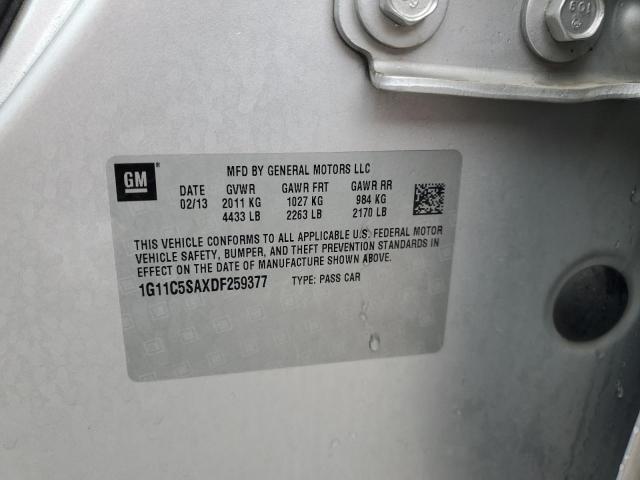 501
GM ®
MFD BY GENERAL MOTORS LLC
DATE GVWR GAWR FRT GAWR RR
02/13 2011 KG 1027 KG 984 KG
4433 LB 2263 LB 2170 LB
THIS VEHICLE CONFORMS TO ALL APPLICABLE U.S. FEDERAL MOTOR
VEHICLE SAFETY, BUMPER, AND THEFT PREVENTION STANDARDS IN
EFFECT ON THE DATE OF MANUFACTURE SHOWN ABOVE.
1G11C5SAXDF259377 TYPE: PASS CAR